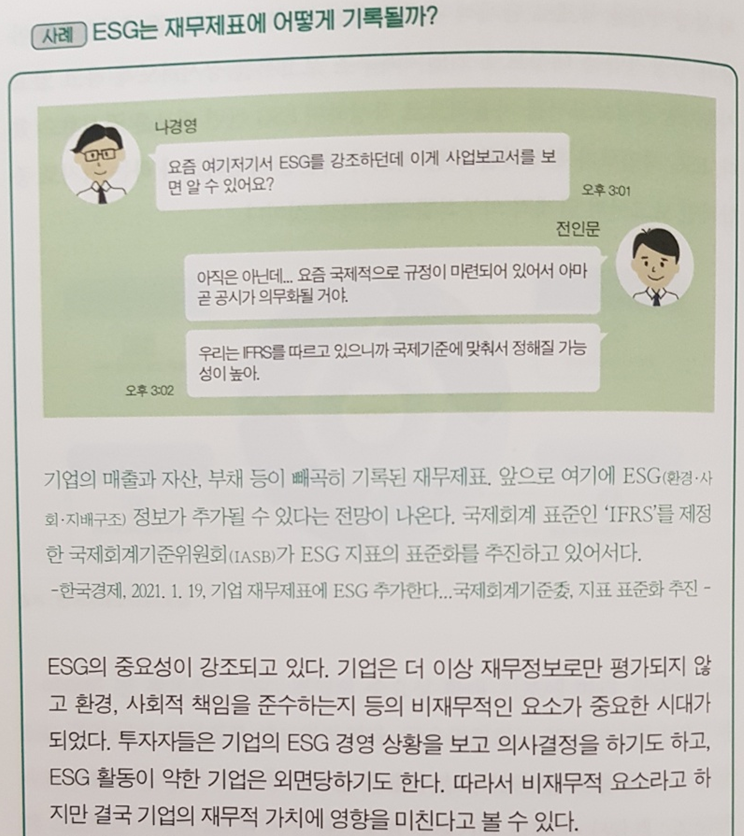 사례 ESG는 재무제표에 어떻게 기록될까?
나경영
요즘 여기저기서 ESG를 강조하던데 이게 사업보고서를 보
면 알 수 있어요?
오후 3:01
전인문
아직은 아닌데... 요즘 국제적으로 규정이 마련되어 있어서 아마
곧 공시가 의무화될 거야.
우리는 IFRS를 따르고 있으니까 국제기준에 맞춰서 정해질 가능
성이 높아.
오후 3:02
기업의 매출과 자산, 부채 등이 빼곡히 기록된 재무제표. 앞으로 여기에 ESG(환경·사
회·지배구조) 정보가 추가될 수 있다는 전망이 나온다. 국제회계 표준인 ‘IFRS’를 제정
한 국제회계기준위원회(IASB)가 ESG 지표의 표준화를 추진하고 있어서다.
-한국경제, 2021. 1. 19, 기업 재무제표에 ESG 추가한다...국제회계기준委, 지표 표준화 추진 -
ESG의 중요성이 강조되고 있다. 기업은 더 이상 재무정보로만 평가되지 않
고 환경, 사회적 책임을 준수하는지 등의 비재무적인 요소가 중요한 시대가
되었다. 투자자들은 기업의 ESG 경영 상황을 보고 의사결정을 하기도 하고,
ESG 활동이 약한 기업은 외면당하기도 한다. 따라서 비재무적 요소라고 하
지만 결국 기업의 재무적 가치에 영향을 미친다고 볼 수 있다.